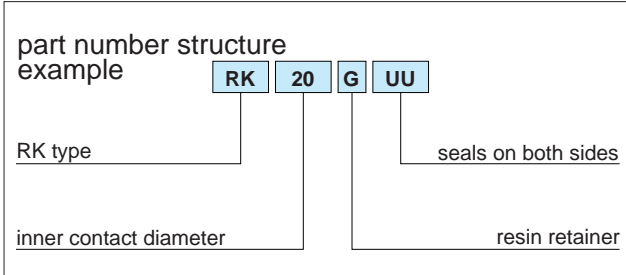 part number structure
example
RK 20 G UU
RK type
seals on both sides
inner contact diameter
resin retainer